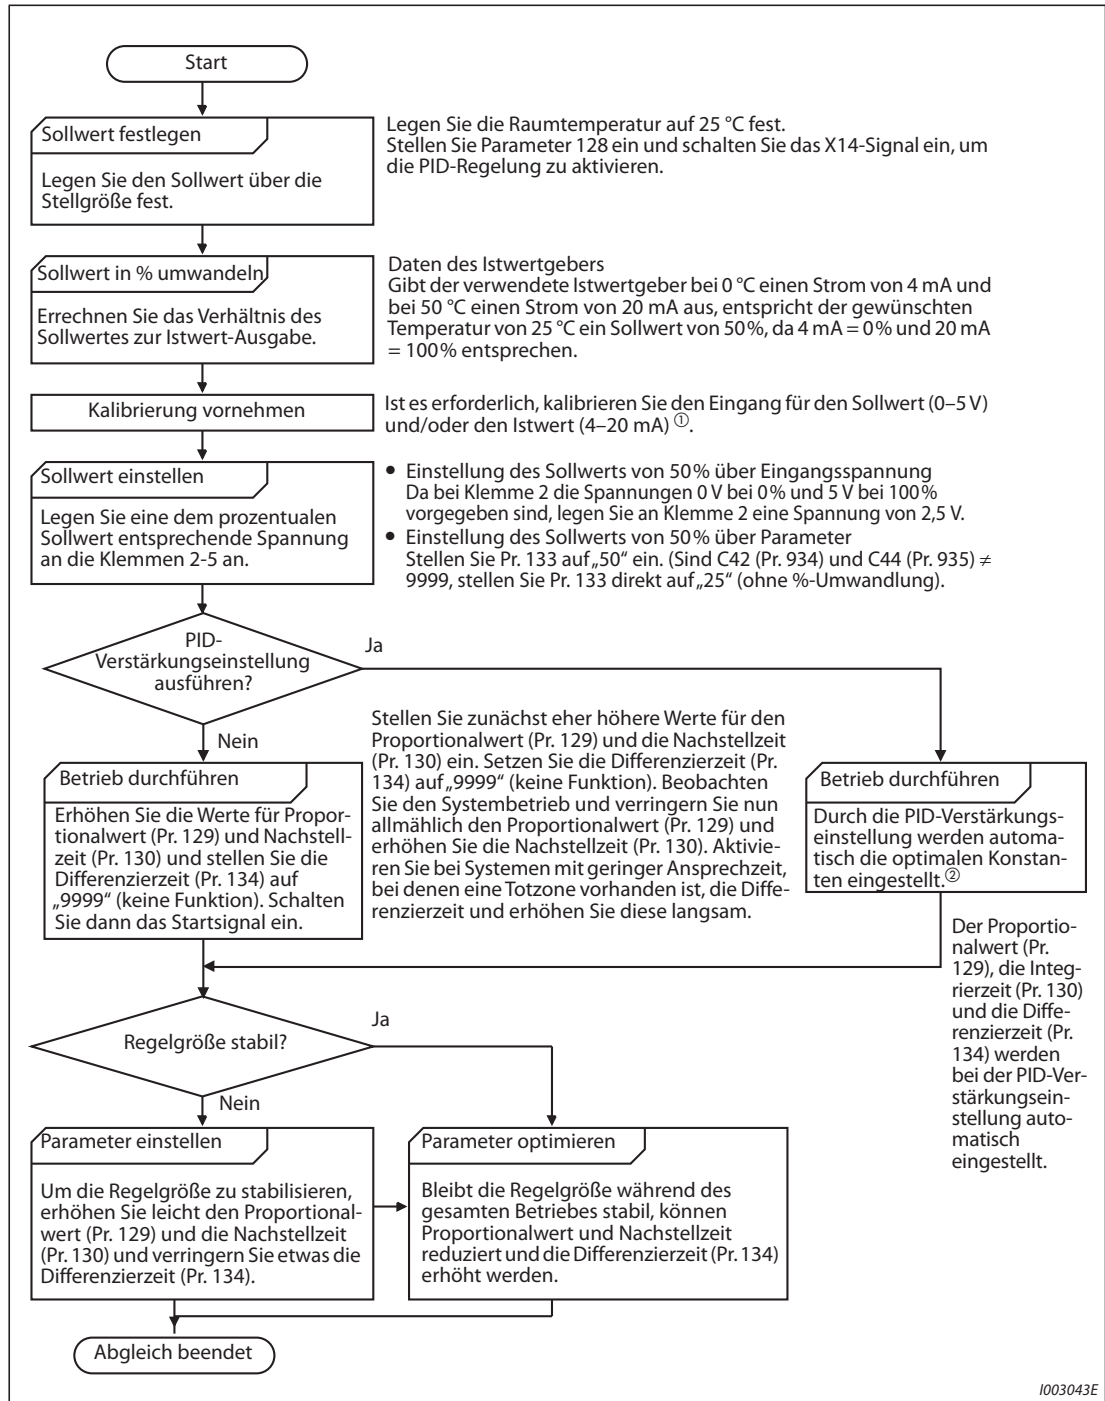 Start
Sollwert festlegen
Legen Sie den Sollwert über die
Stellgröße fest.
Legen Sie die Raumtemperatur auf 25 °C fest.
Stellen Sie Parameter 128 ein und schalten Sie das X14-Signal ein, um
die PID-Regelung zu aktivieren.
Sollwert in % umwandeln
Errechnen Sie das Verhältnis des
Sollwertes zur Istwert-Ausgabe.
Daten des Istwertgebers
Gibt der verwendete Istwertgeber bei 0 °C einen Strom von 4 mA und
bei 50 °C einen Strom von 20 mA aus, entspricht der gewünschten
Temperatur von 25 °C ein Sollwert von 50%, da 4 mA = 0% und 20 mA
= 100% entsprechen.
Kalibrierung vornehmen
Ist es erforderlich, kalibrieren Sie den Eingang für den Sollwert (0–5 V)
und/oder den Istwert (4–20 mA) ①.
Sollwert einstellen
Legen Sie eine dem prozentualen
Sollwert entsprechende Spannung
an die Klemmen 2-5 an.
• Einstellung des Sollwerts von 50% über Eingangsspannung
Da bei Klemme 2 die Spannungen 0 V bei 0% und 5 V bei 100%
vorgegeben sind, legen Sie an Klemme 2 eine Spannung von 2,5 V.
• Einstellung des Sollwerts von 50% über Parameter
Stellen Sie Pr. 133 auf „50“ ein. (Sind C42 (Pr. 934) und C44 (Pr. 935) ≠
9999, stellen Sie Pr. 133 direkt auf „25“ (ohne %-Umwandlung).
PID-
Verstärkungseinstellung
ausführen?
Ja
Nein
Betrieb durchführen
Erhöhen Sie die Werte für Propor-
tionalwert (Pr. 129) und Nachstell-
zeit (Pr. 130) und stellen Sie die
Differenzierzeit (Pr. 134) auf
„9999“ (keine Funktion). Schalten
Sie dann das Startsignal ein.
Stellen Sie zunächst eher höhere Werte für den
Proportionalwert (Pr. 129) und die Nachstellzeit
(Pr. 130) ein. Setzen Sie die Differenzierzeit (Pr.
134) auf „9999“ (keine Funktion). Beobachten
Sie den Systembetrieb und verringern Sie nun
allmählich den Proportionalwert (Pr. 129) und
erhöhen Sie die Nachstellzeit (Pr. 130). Aktivie-
ren Sie bei Systemen mit geringer Ansprechzeit,
bei denen eine Totzone vorhanden ist, die Diffe-
renzierzeit und erhöhen Sie diese langsam.
Betrieb durchführen
Durch die PID-Verstärkungs-
einstellung werden automa-
tisch die optimalen Konstan-
ten eingestellt.②
Der Proportio-
nalwert (Pr.
129), die Integ-
rierzeit (Pr. 130)
und die Diffe-
renzierzeit (Pr.
134) werden
bei der PID-Ver-
stärkungsein-
stellung auto-
matisch
eingestellt.
Regelgröße stabil?
Ja
Nein
Parameter einstellen
Um die Regelgröße zu stabilisieren,
erhöhen Sie leicht den Proportional-
wert (Pr. 129) und die Nachstellzeit
(Pr. 130) und verringern Sie etwas die
Differenzierzeit (Pr. 134).
Parameter optimieren
Bleibt die Regelgröße während des
gesamten Betriebes stabil, können
Proportionalwert und Nachstellzeit
reduziert und die Differenzierzeit (Pr. 134)
erhöht werden.
Abgleich beendet
I003043E